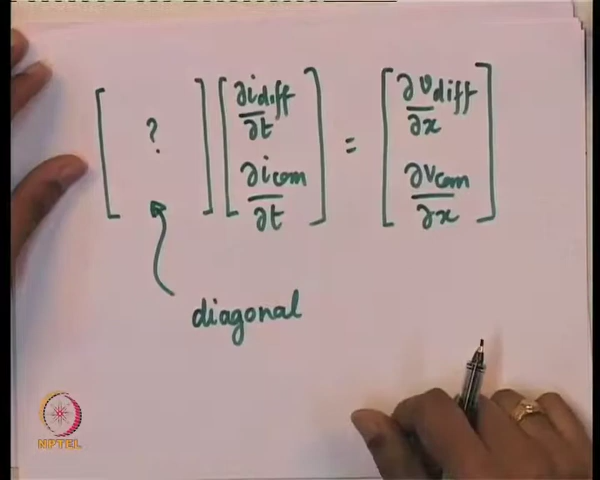 [ ? ] [ ∂i_diff/∂t ; ∂i_com/∂t ] = [ ∂v_diff/∂x ; ∂v_com/∂x ]
diagonal
NPTEL